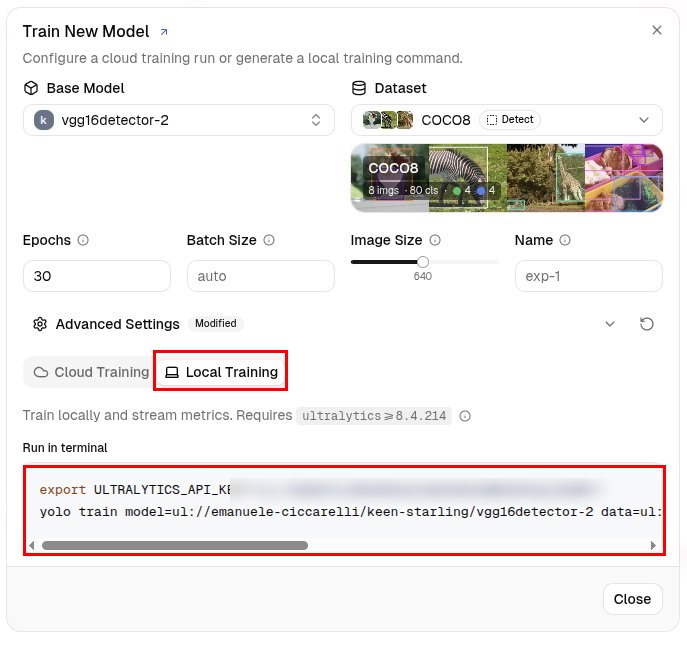 Train New Model
Configure a cloud training run or generate a local training command.
Base Model
Dataset
k vgg16detector-2
COCO8 Detect
COCO8
8 imgs · 80 cls · 4 4
Epochs
Batch Size
Image Size
Name
30
auto
640
exp-1
Advanced Settings Modified
Cloud Training
Local Training
Train locally and stream metrics. Requires ultralytics>=8.4.214
Run in terminal
export ULTRALYTICS_API_KE
yolo train model=ul://emanuele-ciccarelli/keen-starling/vgg16detector-2 data=ul:
Close